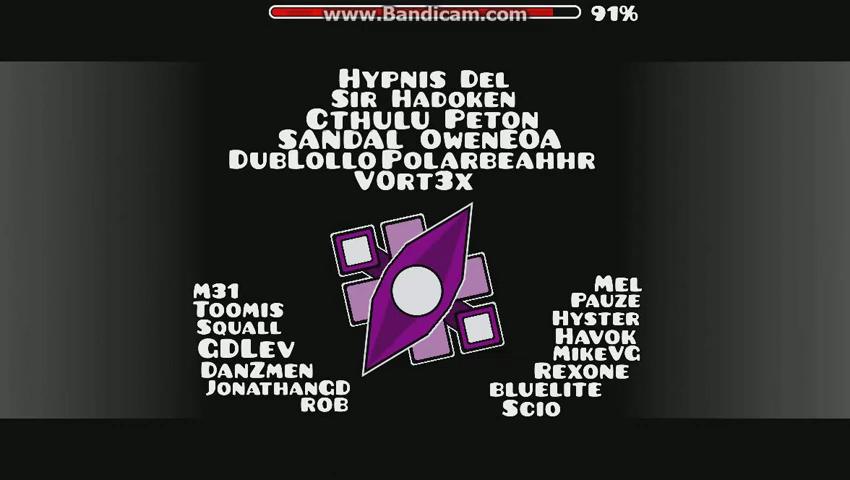 www.Bandicam.com
91%
Hypnis Del
Sir Hadoken
Cthulu Peton
SANDAL OwenEOA
DubLollo Polarbeahhr
V0rt3x
M31
Toomis
Squall
GDLev
DanZmen
JonathanGD
ROB
Mel
Pauze
Hyster
Havok
MikeVG
Rexone
BLUELITE
Scio